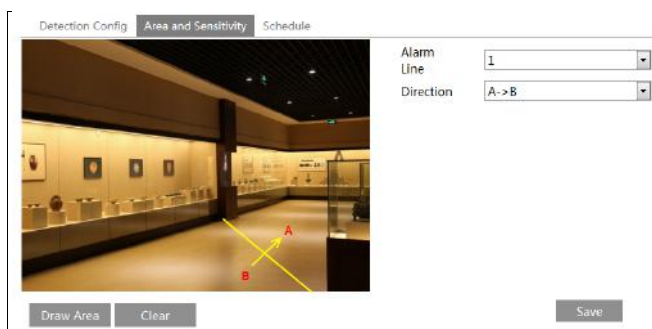 Detection Config Area and Sensitivity Schedule
Alarm Line 1
Direction A->B
A
B
Draw Area Clear Save